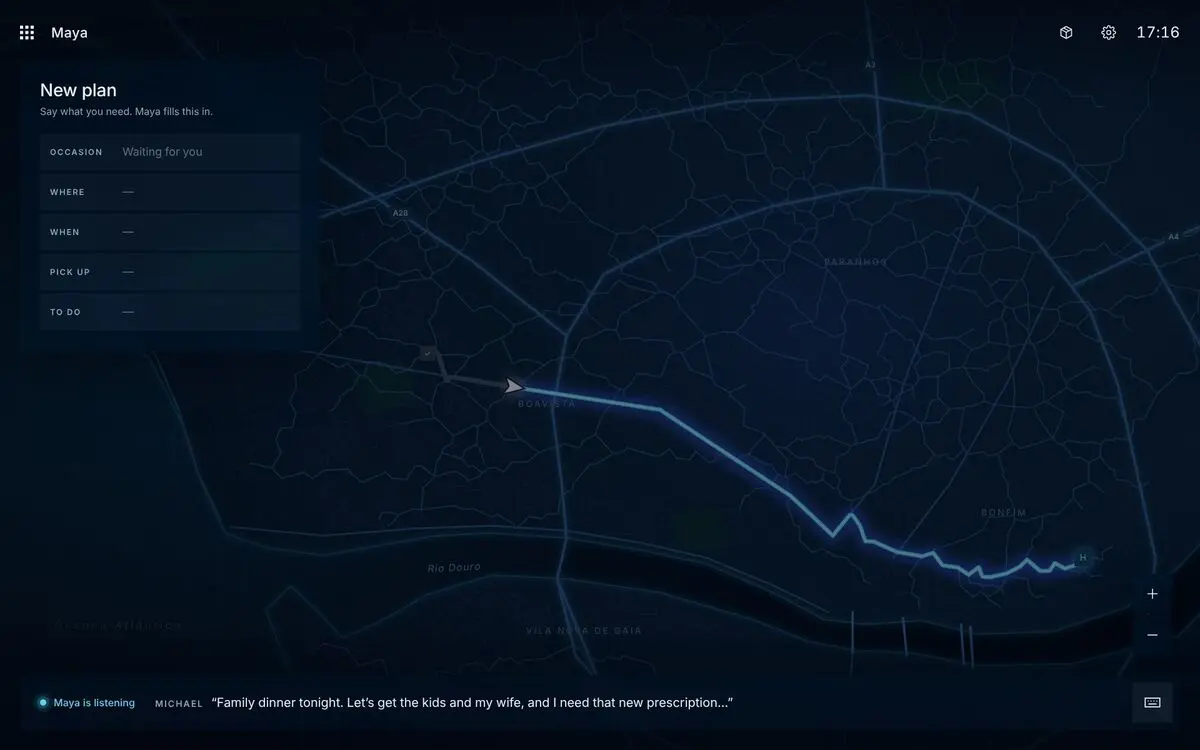 Maya
17:16
New plan
Say what you need. Maya fills this in.
OCCASION Waiting for you
WHERE —
WHEN —
PICK UP —
TO DO —
A3
A28
A4
PARANHOS
BOAVISTA
BONFIM
H
Rio Douro
Oceano Atlântico
VILA NOVA DE GAIA
+
−
Maya is listening MICHAEL “Family dinner tonight. Let’s get the kids and my wife, and I need that new prescription...”